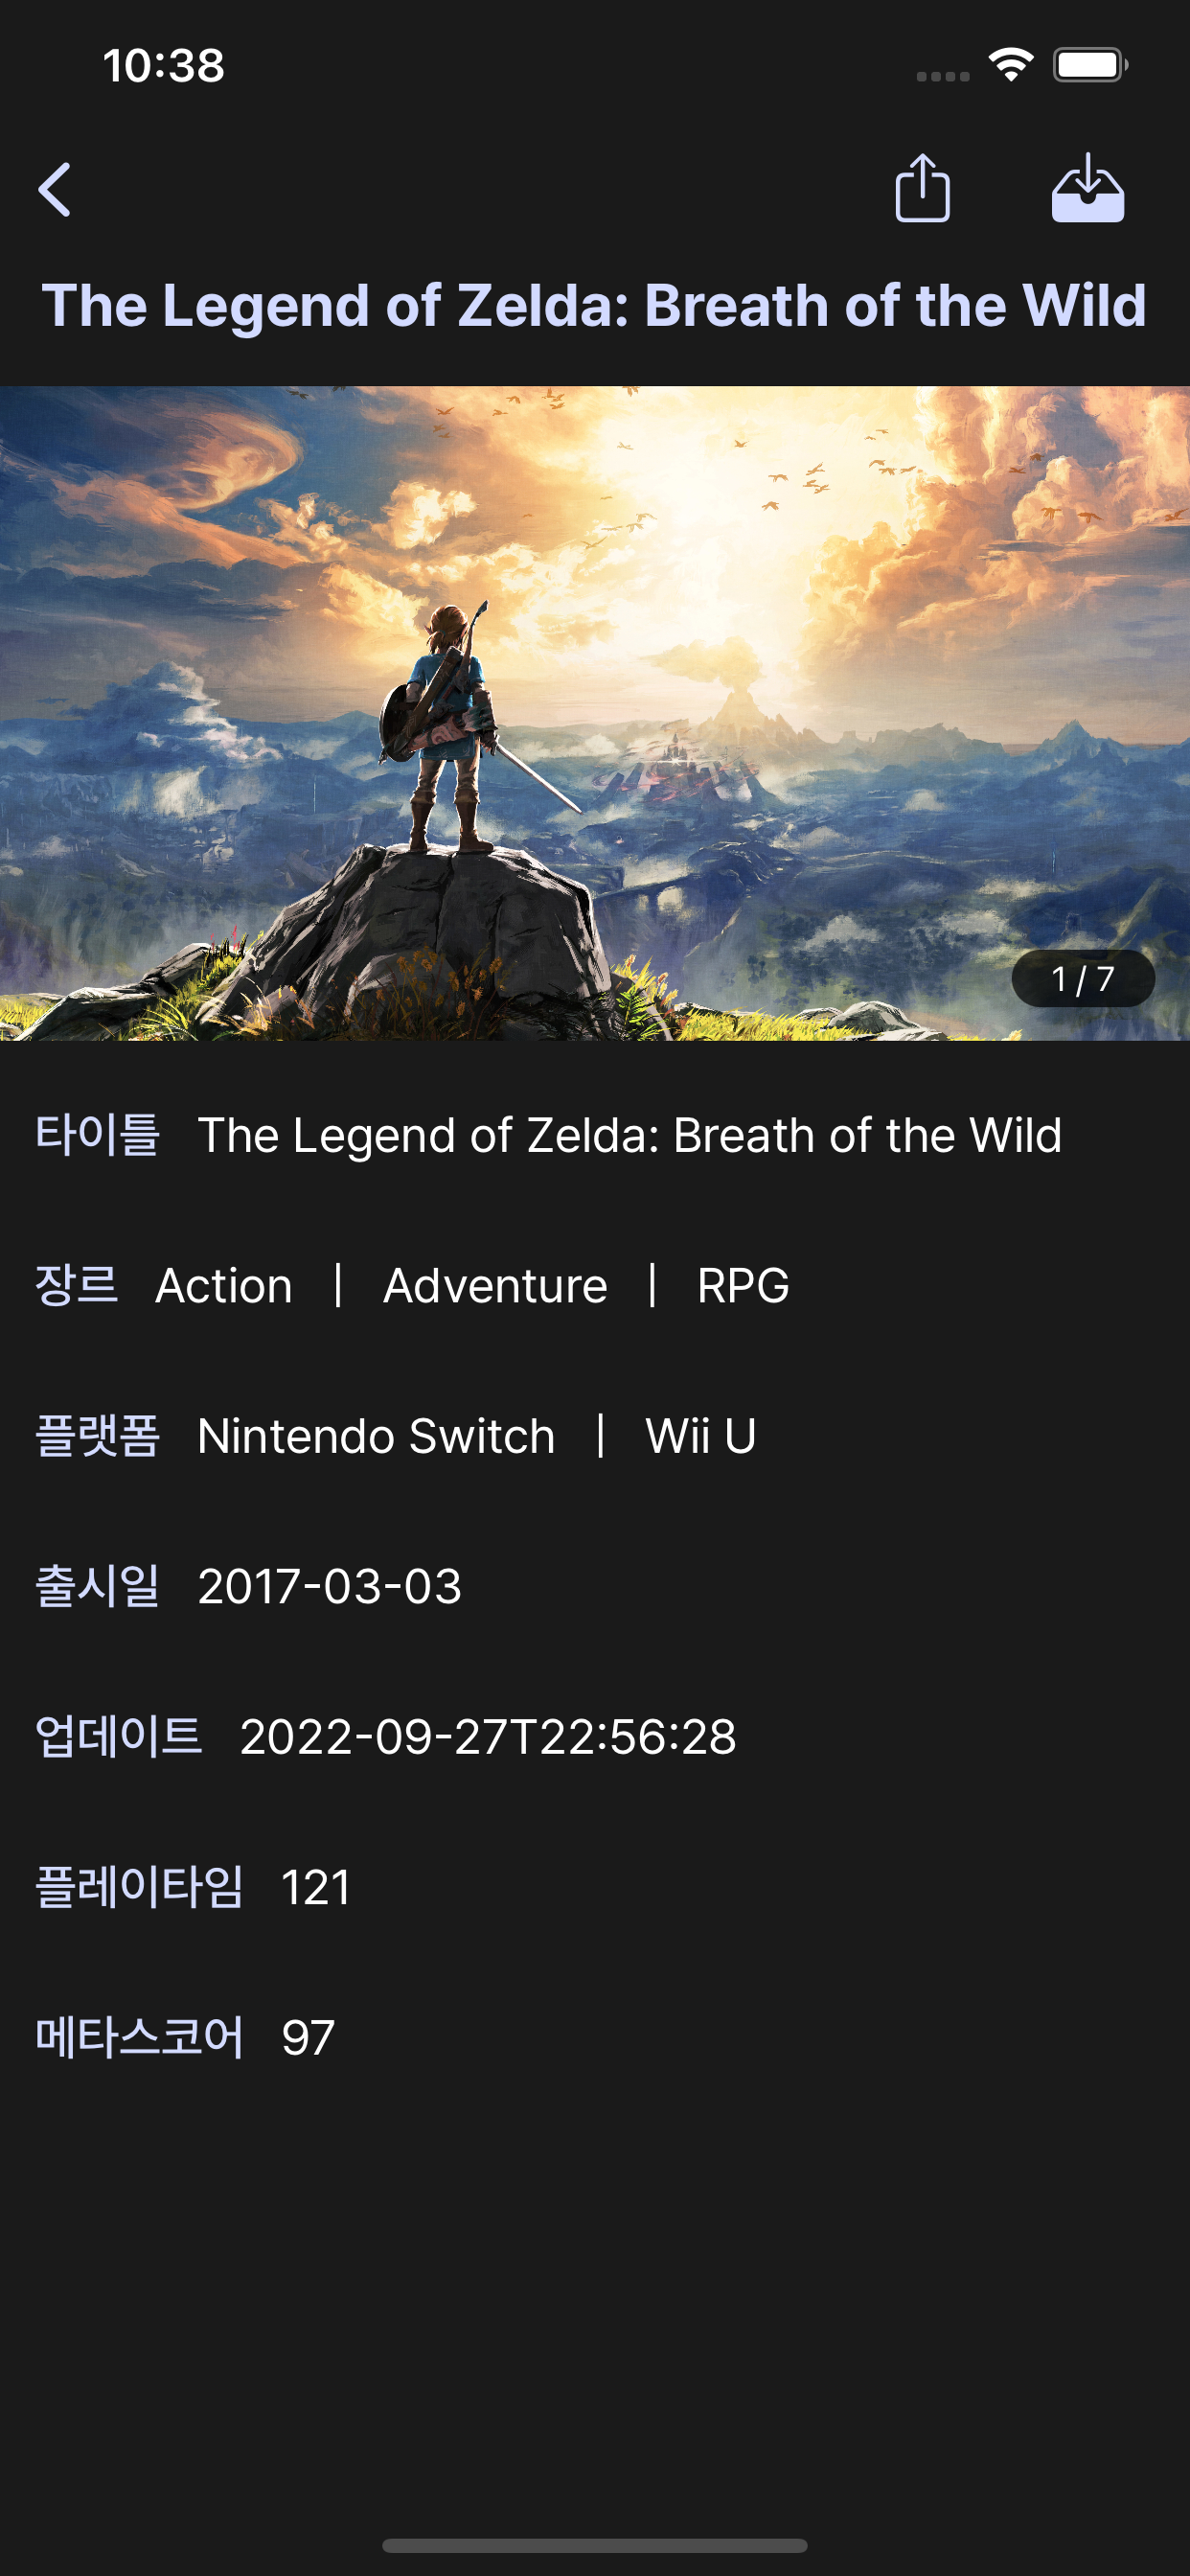 10:38
The Legend of Zelda: Breath of the Wild
1 / 7
타이틀 The Legend of Zelda: Breath of the Wild
장르 Action | Adventure | RPG
플랫폼 Nintendo Switch | Wii U
출시일 2017-03-03
업데이트 2022-09-27T22:56:28
플레이타임 121
메타스코어 97